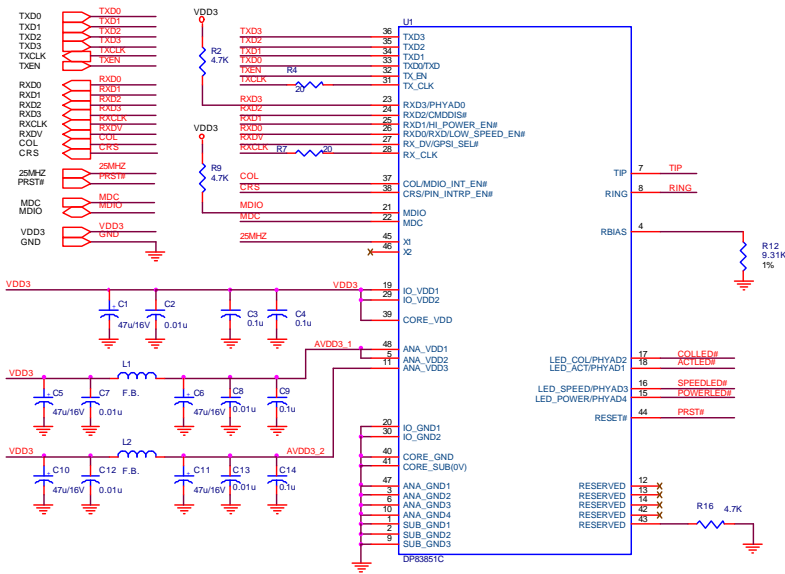 TXD0 TXD0
TXD1 TXD1
TXD2 TXD2
TXD3 TXD3
TXCLK TXCLK
TXEN TXEN
RXD0 RXD0
RXD1 RXD1
RXD2 RXD2
RXD3 RXD3
RXCLK RXCLK
RXDV RXDV
COL COL
CRS CRS
25MHZ 25MHZ
PRST# PRST#
MDC MDC
MDIO MDIO
VDD3 VDD3
GND GND
VDD3
R2
4.7K
VDD3
R9
4.7K
U1
TXD3 36 TXD3
TXD2 35 TXD2
TXD1 34 TXD1
TXD0 33 TXD0/TXD
TXEN 32 TX_EN
TXCLK R4 20 31 TX_CLK
RXD3 23 RXD3/PHYAD0
RXD2 24 RXD2/CMDDIS#
RXD1 25 RXD1/HI_POWER_EN#
RXD0 26 RXD0/RXD/LOW_SPEED_EN#
RXDV 27 RX_DV/GPSI_SEL#
RXCLK R7 20 28 RX_CLK
COL 37 COL/MDIO_INT_EN#
CRS 38 CRS/PIN_INTRP_EN#
MDIO 21 MDIO
MDC 22 MDC
25MHZ 45 X1
46 X2
TIP 7 TIP
RING 8 RING
RBIAS 4
R12
9.31K
1%
VDD3 VDD3 19 IO_VDD1
29 IO_VDD2
39 CORE_VDD
+ C1
47u/16V
C2
0.01u
C3
0.1u
C4
0.1u
AVDD3_1 48 ANA_VDD1
5 ANA_VDD2
11 ANA_VDD3
VDD3
L1
F.B.
+ C5
47u/16V
C7
0.01u
+ C6
47u/16V
C8
0.01u
C9
0.1u
VDD3
L2
F.B.
AVDD3_2
+ C10
47u/16V
C12
0.01u
+ C11
47u/16V
C13
0.01u
C14
0.1u
20 IO_GND1
30 IO_GND2
40 CORE_GND
41 CORE_SUB(0V)
47 ANA_GND1
3 ANA_GND2
6 ANA_GND3
10 ANA_GND4
1 SUB_GND1
2 SUB_GND2
9 SUB_GND3
LED_COL/PHYAD2 17 COLLED#
LED_ACT/PHYAD1 18 ACTLED#
LED_SPEED/PHYAD3 16 SPEEDLED#
LED_POWER/PHYAD4 15 POWERLED#
RESET# 44 PRST#
RESERVED 12
RESERVED 13
RESERVED 14
RESERVED 42
RESERVED 43
R16 4.7K
DP83851C